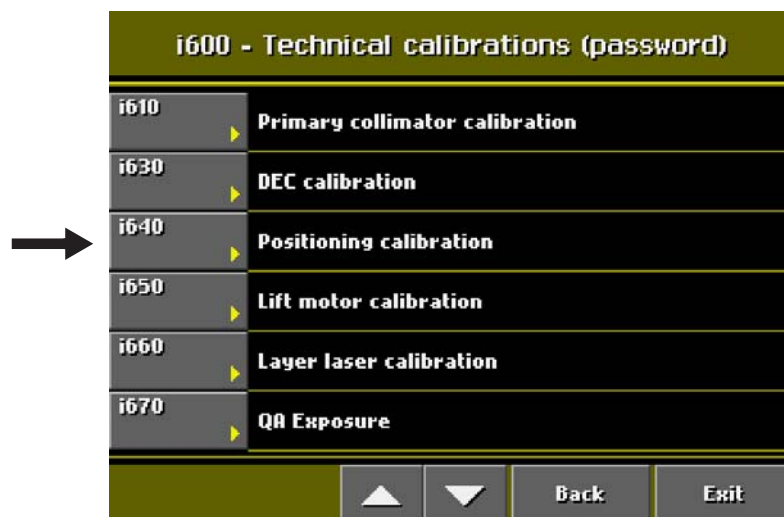 i600 - Technical calibrations (password)
i610 Primary collimator calibration
i630 DEC calibration
i640 Positioning calibration
i650 Lift motor calibration
i660 Layer laser calibration
i670 QA Exposure
Back Exit